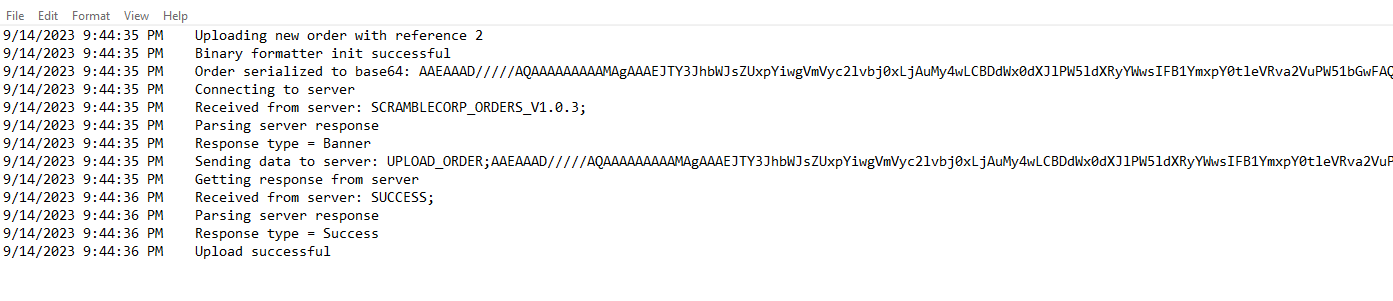 File Edit Format View Help
9/14/2023 9:44:35 PM Uploading new order with reference 2
9/14/2023 9:44:35 PM Binary formatter init successful
9/14/2023 9:44:35 PM Order serialized to base64: AAEAAAD/////AQAAAAAAAAAMAgAAAEJTY3JhbWJsZUxpYiwgVmVyc2lvbj0xLjAuMy4wLCBDdWx0dXJlPW5ldXRyYWwsIFB1YmxpY0tleVRva2VuPW51bGwFAQ
9/14/2023 9:44:35 PM Connecting to server
9/14/2023 9:44:35 PM Received from server: SCRAMBLECORP_ORDERS_V1.0.3;
9/14/2023 9:44:35 PM Parsing server response
9/14/2023 9:44:35 PM Response type = Banner
9/14/2023 9:44:35 PM Sending data to server: UPLOAD_ORDER;AAEAAAD/////AQAAAAAAAAAMAgAAAEJTY3JhbWJsZUxpYiwgVmVyc2lvbj0xLjAuMy4wLCBDdWx0dXJlPW5ldXRyYWwsIFB1YmxpY0tleVRva2VuP
9/14/2023 9:44:35 PM Getting response from server
9/14/2023 9:44:36 PM Received from server: SUCCESS;
9/14/2023 9:44:36 PM Parsing server response
9/14/2023 9:44:36 PM Response type = Success
9/14/2023 9:44:36 PM Upload successful